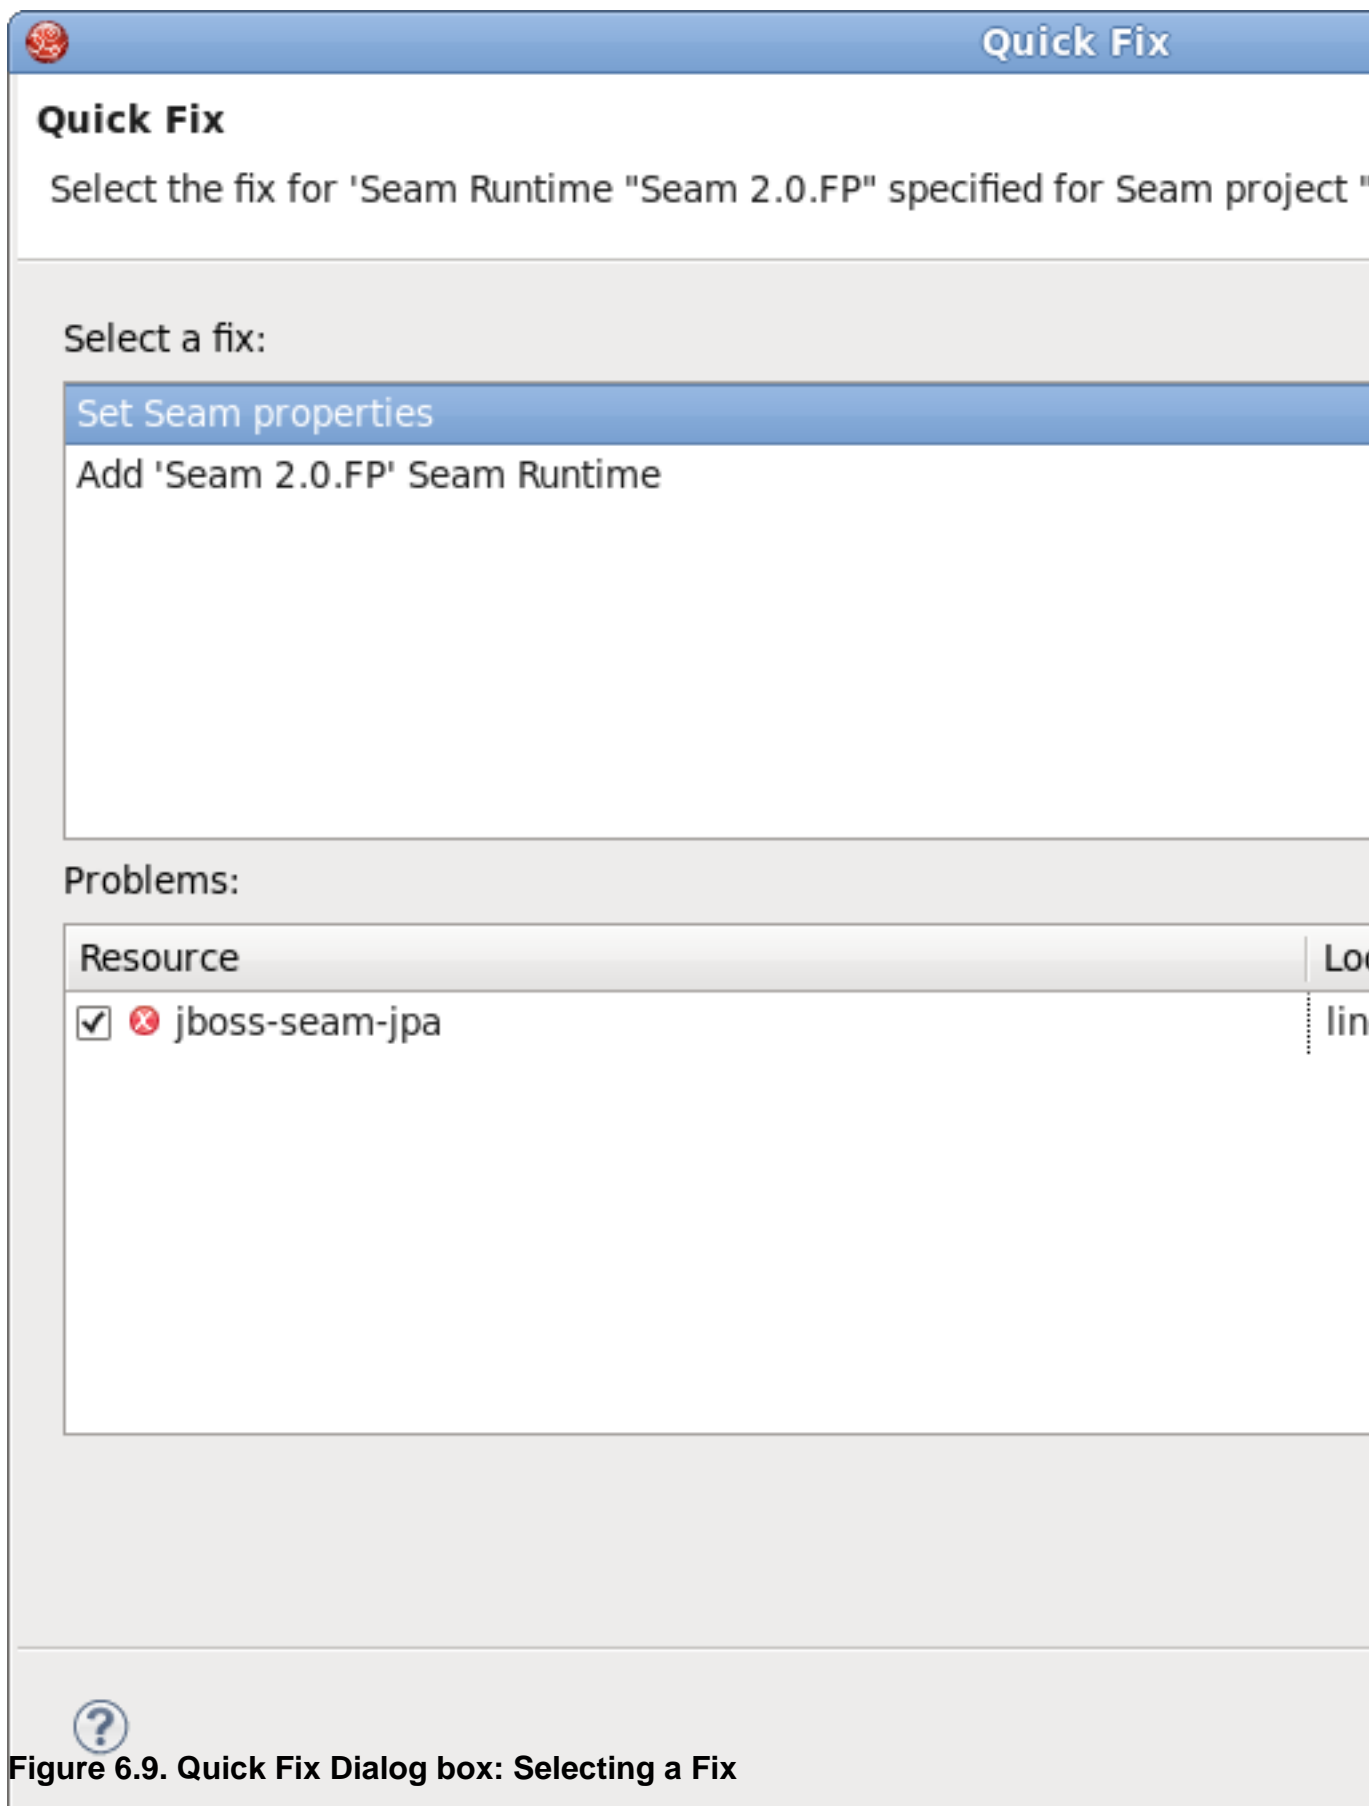 Quick Fix
Quick Fix
Select the fix for 'Seam Runtime "Seam 2.0.FP" specified for Seam project "
Select a fix:
Set Seam properties
Add 'Seam 2.0.FP' Seam Runtime
Problems:
Resource
jboss-seam-jpa
Figure 6.9. Quick Fix Dialog box: Selecting a Fix